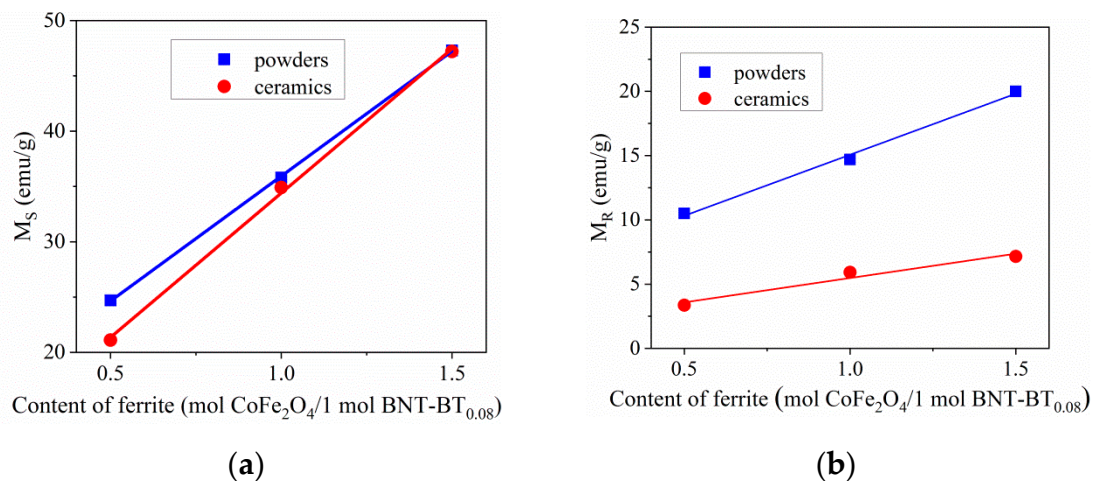 50
40
30
20
M_S (emu/g)
powders
ceramics
0.5
1.0
1.5
Content of ferrite (mol CoFe₂O₄/1 mol BNT-BT₀.₀₈)
(a)
25
20
15
10
5
0
M_R (emu/g)
powders
ceramics
0.5
1.0
1.5
Content of ferrite (mol CoFe₂O₄/1 mol BNT-BT₀.₀₈)
(b)